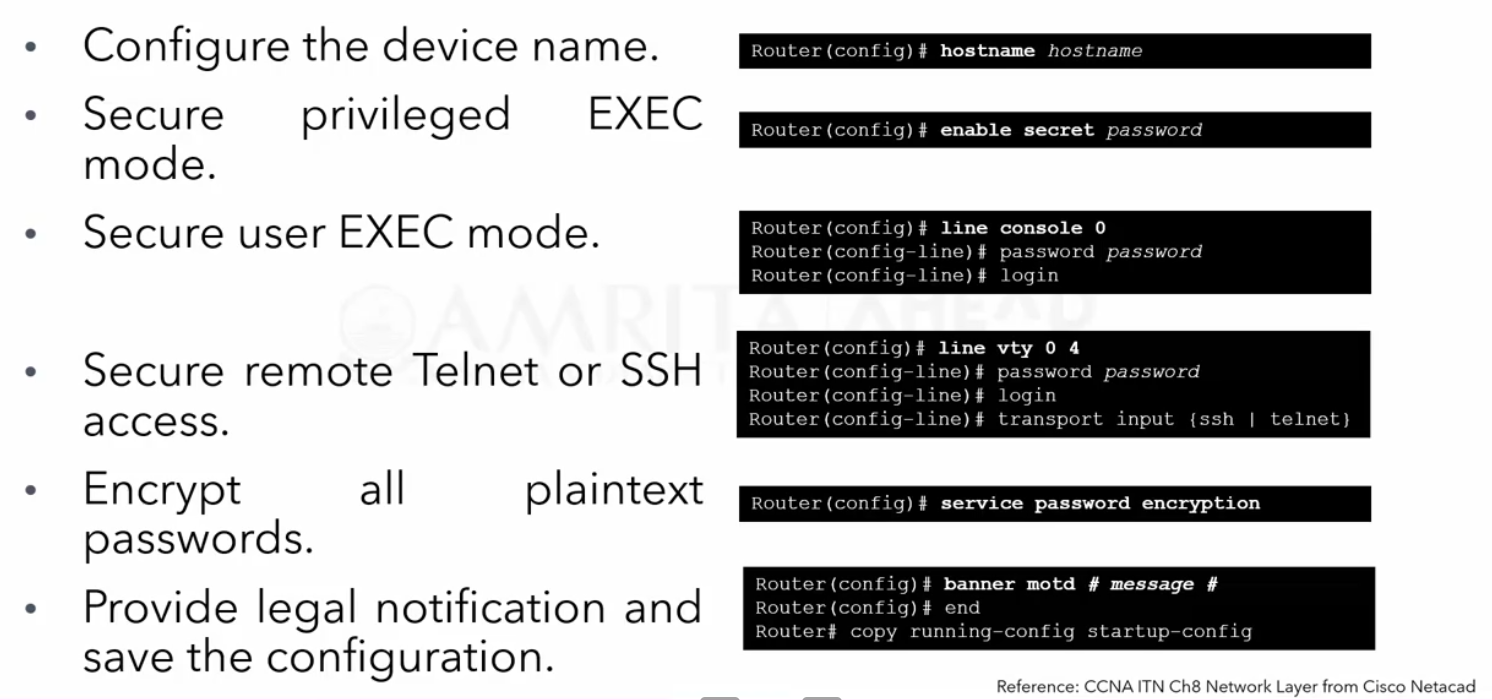 • Configure the device name.
Router(config)# hostname hostname
• Secure privileged EXEC
mode.
Router(config)# enable secret password
• Secure user EXEC mode.
Router(config)# line console 0
Router(config-line)# password password
Router(config-line)# login
AMRITA AHEAD
• Secure remote Telnet or SSH
access.
Router(config)# line vty 0 4
Router(config-line)# password password
Router(config-line)# login
Router(config-line)# transport input {ssh | telnet}
• Encrypt all plaintext
passwords.
Router(config)# service password encryption
• Provide legal notification and
save the configuration.
Router(config)# banner motd # message #
Router(config)# end
Router# copy running-config startup-config
Reference: CCNA ITN Ch8 Network Layer from Cisco Netacad